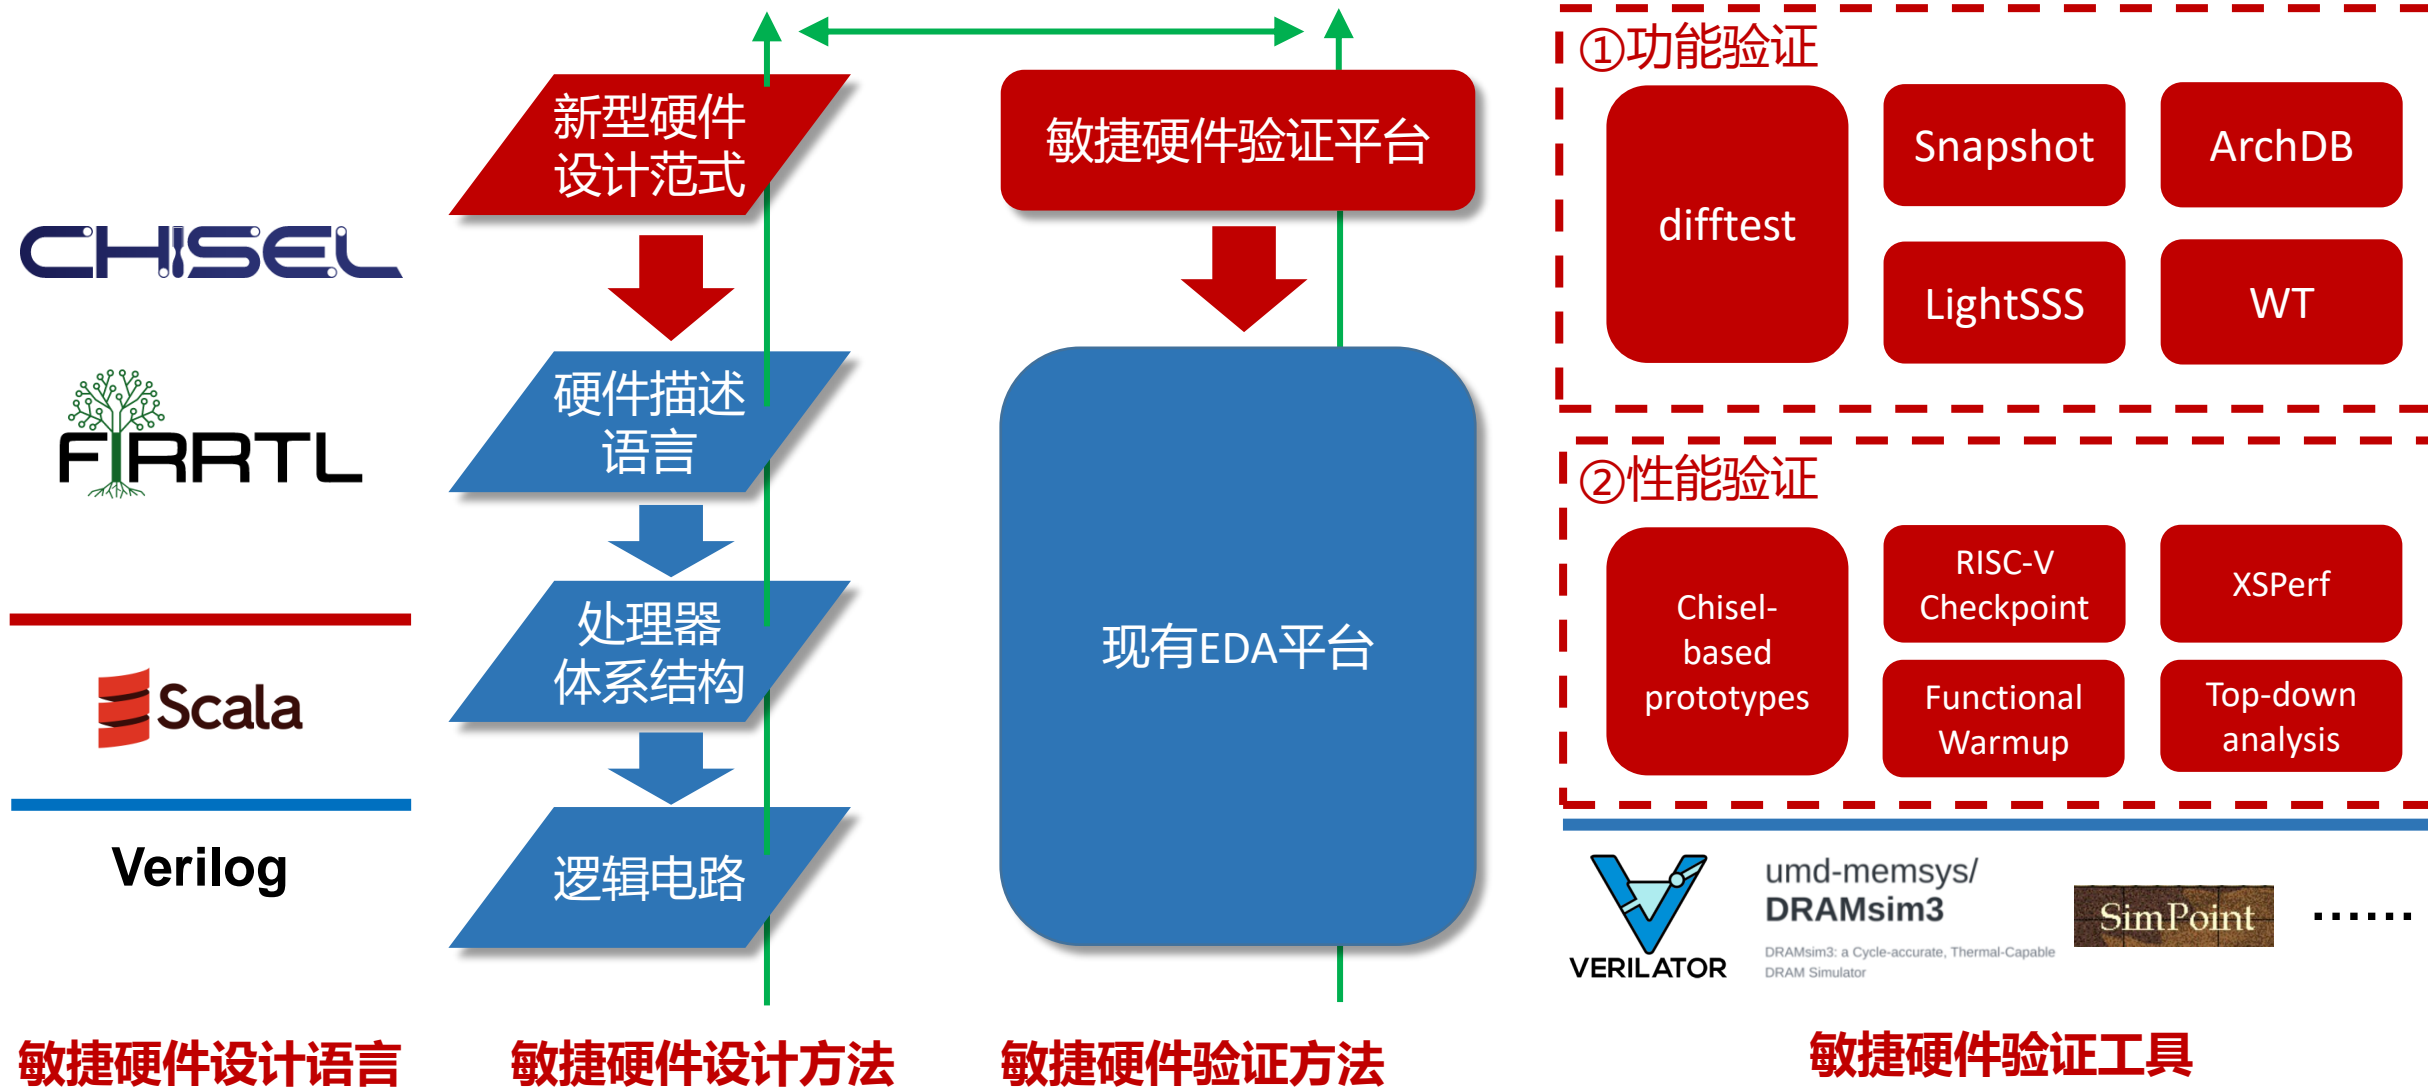 CHISEL
FIRRTL
Scala
Verilog
敏捷硬件设计语言
新型硬件
设计范式
硬件描述
语言
处理器
体系结构
逻辑电路
敏捷硬件设计方法
敏捷硬件验证平台
现有EDA平台
敏捷硬件验证方法
①功能验证
difftest
Snapshot
ArchDB
LightSSS
WT
②性能验证
Chisel-
based
prototypes
RISC-V
Checkpoint
XSPerf
Functional
Warmup
Top-down
analysis
VERILATOR
umd-memsys/
DRAMsim3
DRAMsim3: a Cycle-accurate, Thermal-Capable
DRAM Simulator
SimPoint
······
敏捷硬件验证工具